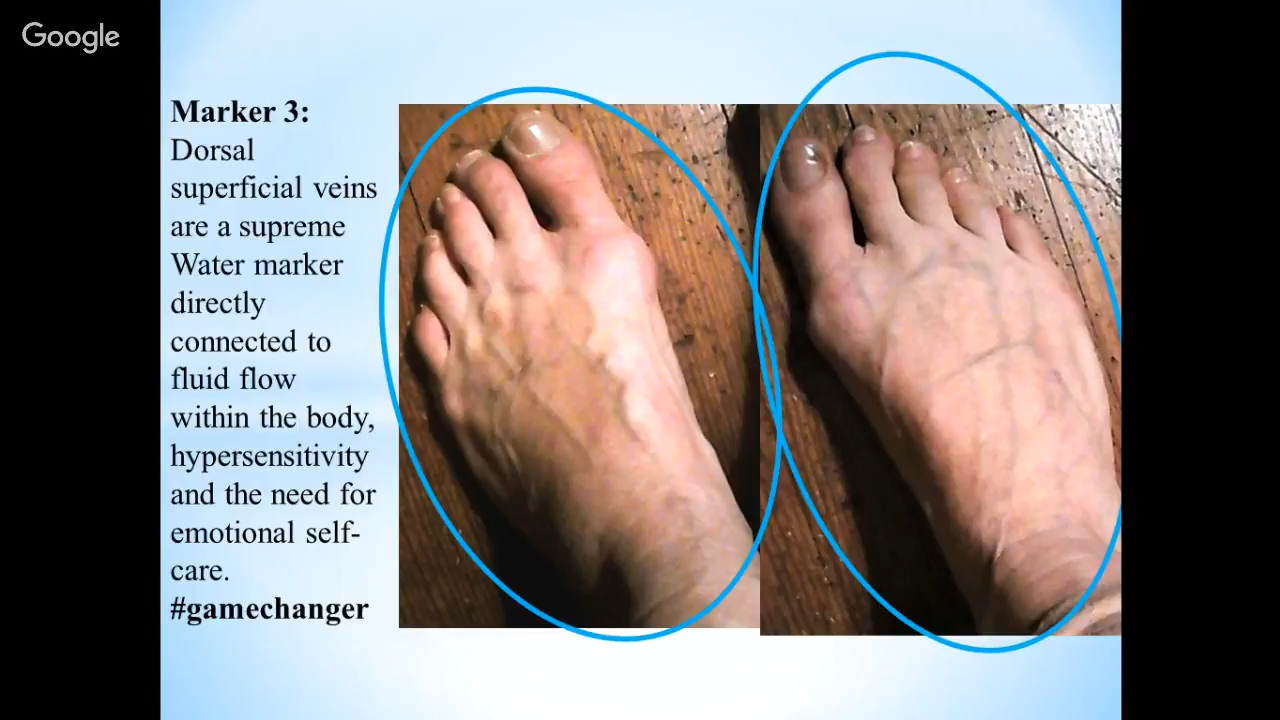 Google
Marker 3:
Dorsal
superficial veins
are a supreme
Water marker
directly
connected to
fluid flow
within the body,
hypersensitivity
and the need for
emotional self-
care.
#gamechanger